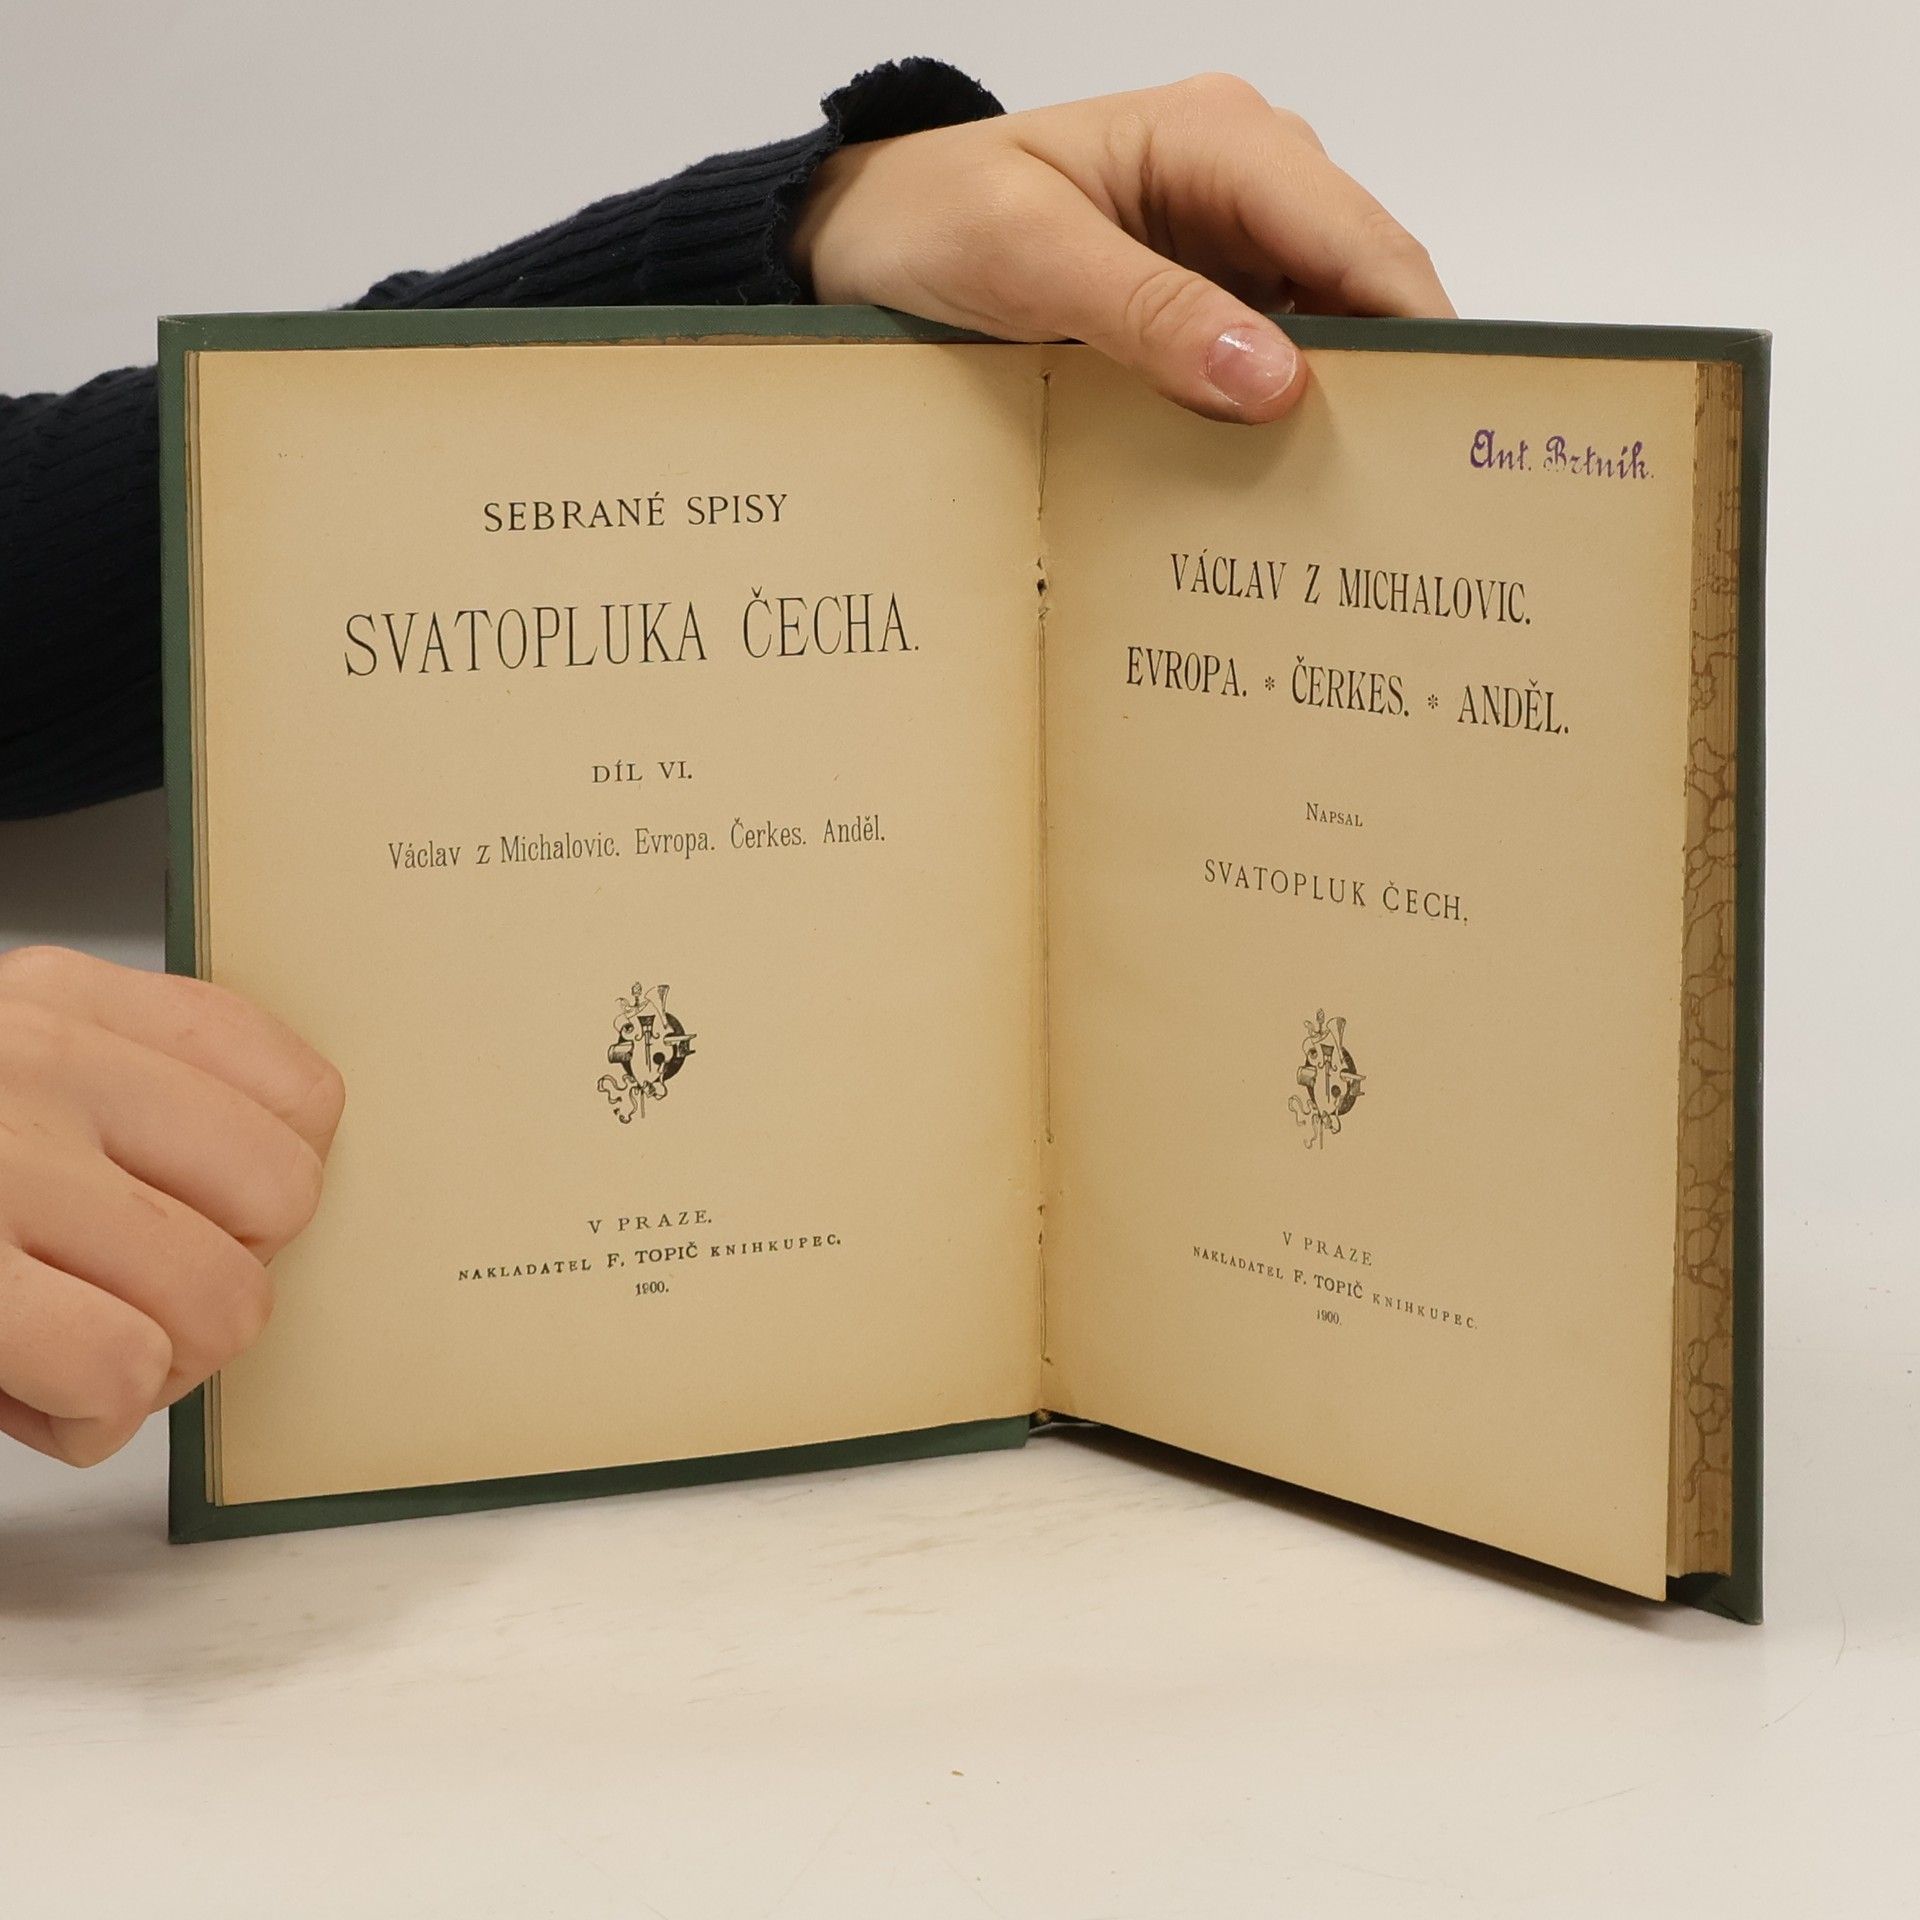 SEBRANÉ SPISY
SVATOPLUKA ČECHA.
DÍL VI.
Václav z Michalovic. Evropa. Čerkes. Anděl.
V PRAZE.
NAKLADATEL F. TOPIČ KNIHKUPEC.
1900.
Ant. Brtník.
VÁCLAV Z MICHALOVIC.
EVROPA. * ČERKES. * ANDĚL.
NAPSAL
SVATOPLUK ČECH.
V PRAZE
NAKLADATEL F. TOPIČ KNIHKUPEC.
1900.